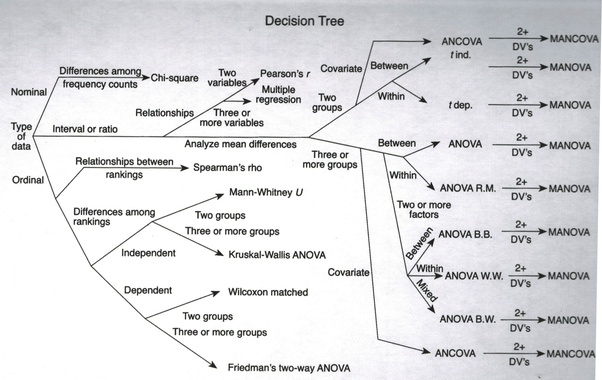 Decision Tree
Nominal
Differences among
frequency counts
Chi-square
Type
of
data
Interval or ratio
Relationships
Two
variables
Pearson's r
Multiple
regression
Three or
more variables
Analyze mean differences
Two
groups
Covariate
ANCOVA
2+
DV's
MANCOVA
Between
t ind.
2+
DV's
MANOVA
Within
t dep.
2+
DV's
MANOVA
Three or
more groups
Between
ANOVA
2+
DV's
MANOVA
Within
ANOVA R.M.
2+
DV's
MANOVA
Two or more
factors
Between
ANOVA B.B.
2+
DV's
MANOVA
Within
ANOVA W.W.
2+
DV's
MANOVA
Mixed
ANOVA B.W.
2+
DV's
MANOVA
Covariate
ANCOVA
2+
DV's
MANCOVA
Ordinal
Relationships between
rankings
Spearman's rho
Differences among
rankings
Independent
Mann-Whitney U
Two groups
Three or more groups
Kruskal-Wallis ANOVA
Dependent
Wilcoxon matched
Two groups
Three or more groups
Friedman's two-way ANOVA